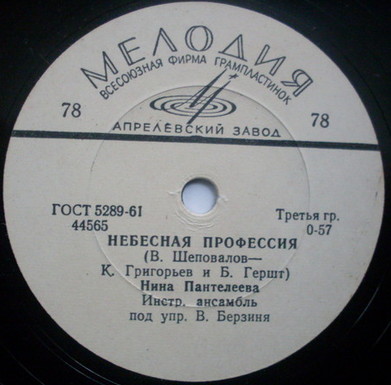 МЕЛОДИЯ
ВСЕСОЮЗНАЯ ФИРМА ГРАМПЛАСТИНОК
78 78
АПРЕЛЕВСКИЙ ЗАВОД
ГОСТ 5289-61 Третья гр.
44565 0-57
НЕБЕСНАЯ ПРОФЕССИЯ
(В. Шеповалов—
К. Григорьев и Б. Гершт)
Нина Пантелеева
Инстр. ансамбль
под упр. В. Берзиня